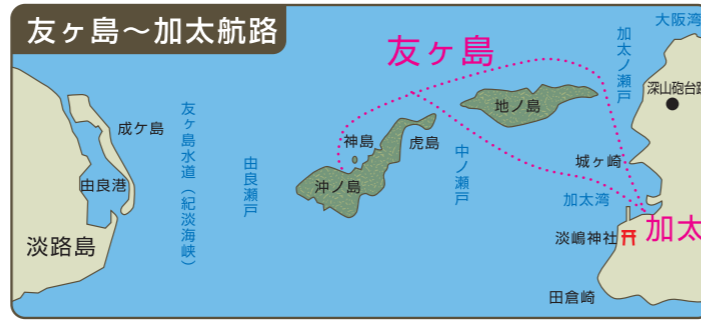 友ヶ島～加太航路
大阪湾
加太ノ瀬戸
友ヶ島
深山砲台跡
地ノ島
成ケ島
友ヶ島水道（紀淡海峡）
神島
虎島
中ノ瀬戸
城ヶ崎
由良瀬戸
由良港
沖ノ島
加太湾
淡路島
淡嶋神社
加太
田倉崎